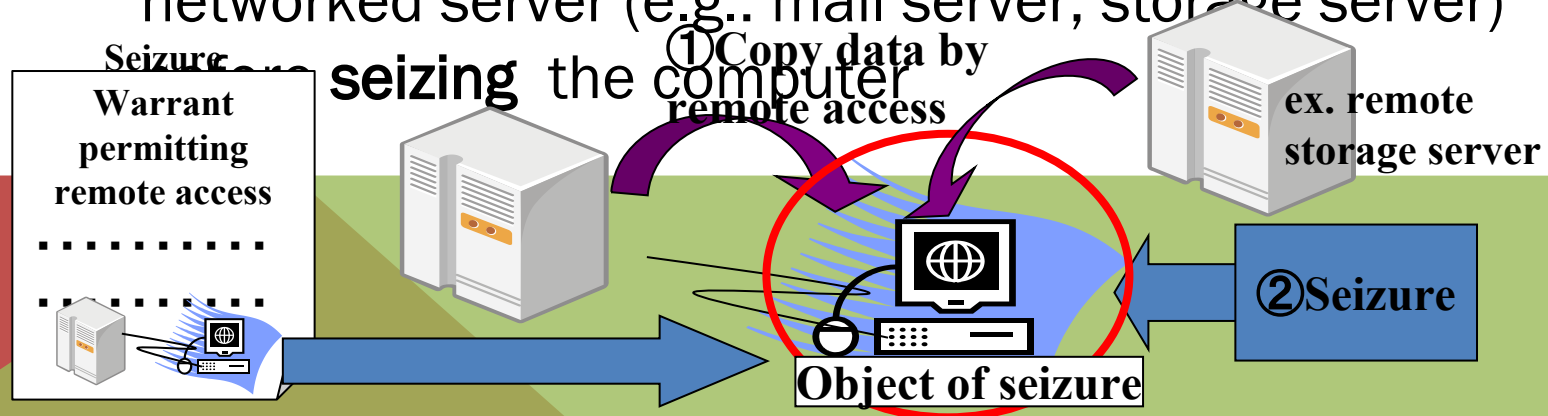 networked server (e.g.: mail server, storage server)
before seizing the computer
Seizure
Warrant
permitting
remote access
..........
..........
①Copy data by
remote access
ex. remote
storage server
②Seizure
Object of seizure